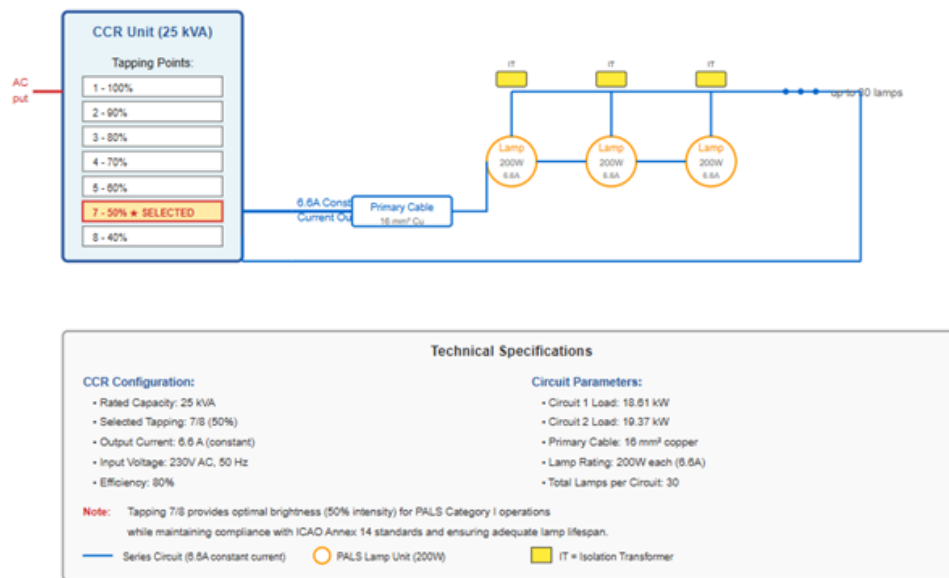 CCR Unit (25 kVA)
Tapping Points:
AC
put
1 - 100%
2 - 90%
3 - 80%
4 - 70%
5 - 60%
7 - 50% ★ SELECTED
8 - 40%
6.6A Const
Current Ou
Primary Cable
16 mm² Cu
IT
IT
IT
up to 30 lamps
Lamp
200W
6.6A
Lamp
200W
6.6A
Lamp
200W
6.6A
Technical Specifications
CCR Configuration:
• Rated Capacity: 25 kVA
• Selected Tapping: 7/8 (50%)
• Output Current: 6.6 A (constant)
• Input Voltage: 230V AC, 50 Hz
• Efficiency: 80%
Circuit Parameters:
• Circuit 1 Load: 18.61 kW
• Circuit 2 Load: 19.37 kW
• Primary Cable: 16 mm² copper
• Lamp Rating: 200W each (6.6A)
• Total Lamps per Circuit: 30
Note: Tapping 7/8 provides optimal brightness (50% intensity) for PALS Category I operations
while maintaining compliance with ICAO Annex 14 standards and ensuring adequate lamp lifespan.
Series Circuit (6.6A constant current)
PALS Lamp Unit (200W)
IT = Isolation Transformer